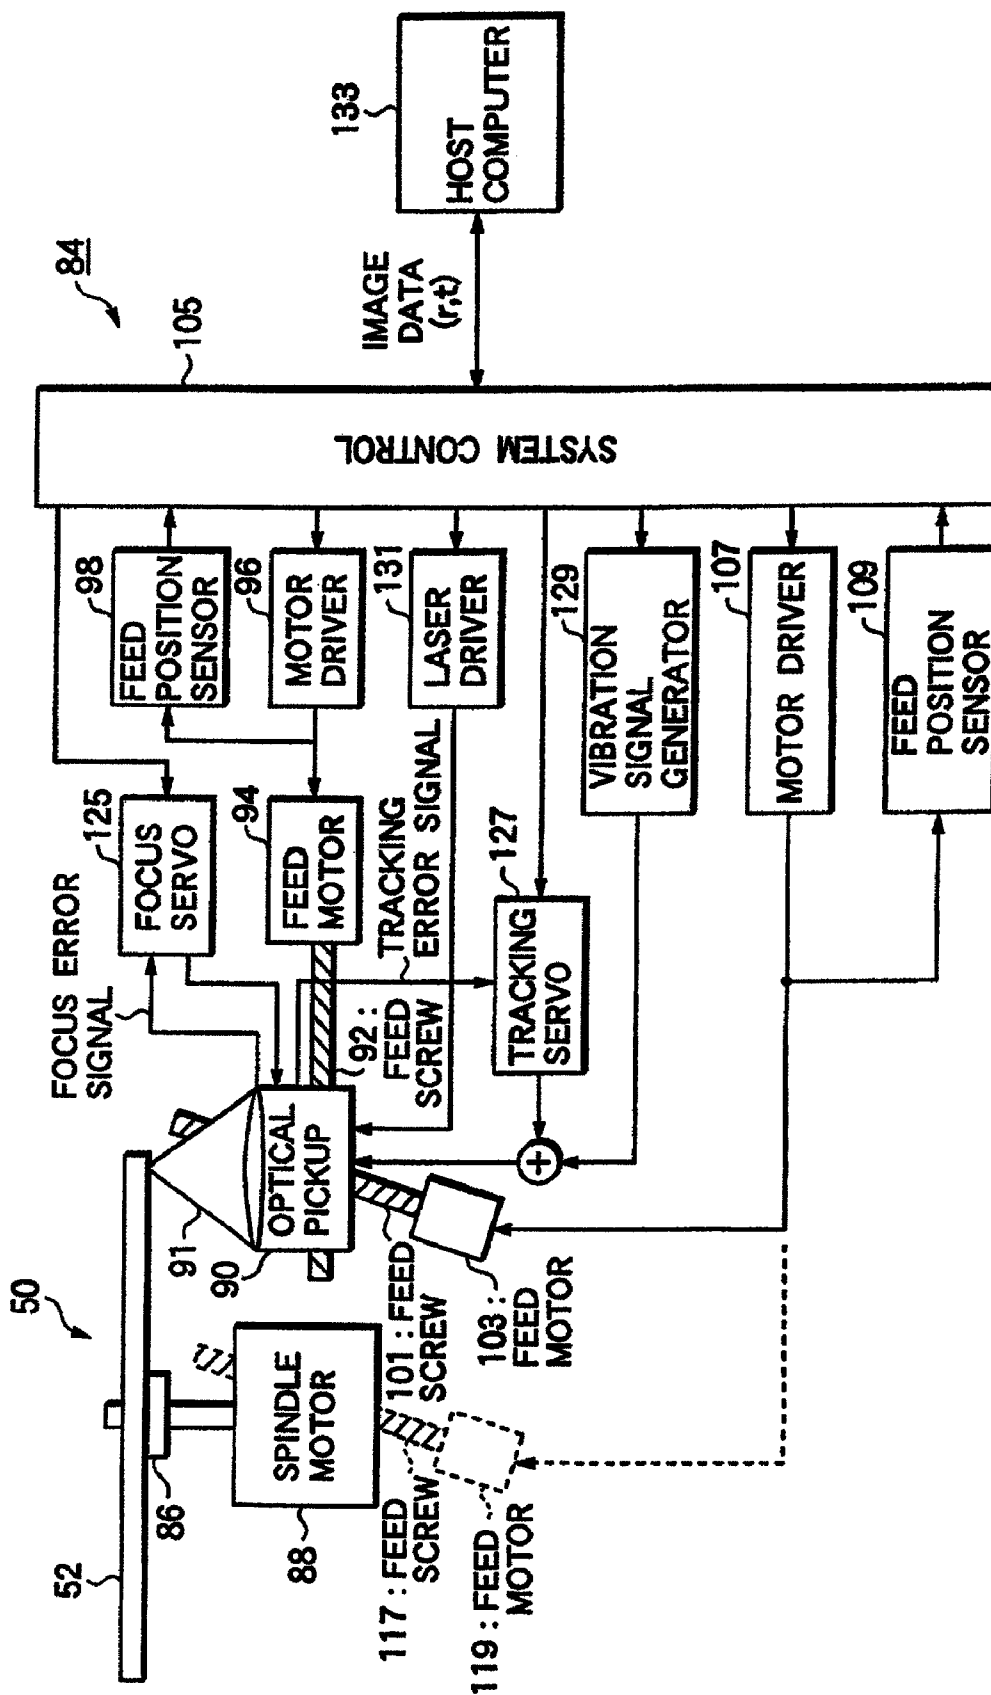 84
50
52
86
88
SPINDLE
MOTOR
117 : FEED
SCREW
119 : FEED
MOTOR
91
90
OPTICAL
PICKUP
101 : FEED
SCREW
103 : FEED
MOTOR
FOCUS ERROR
SIGNAL
125
FOCUS
SERVO
94
FEED
MOTOR
92 : FEED
SCREW
TRACKING
ERROR SIGNAL
127
TRACKING
SERVO
+
98
FEED
POSITION
SENSOR
96
MOTOR
DRIVER
131
LASER
DRIVER
129
VIBRATION
SIGNAL
GENERATOR
107
MOTOR DRIVER
109
FEED
POSITION
SENSOR
105
SYSTEM CONTROL
IMAGE
DATA
(r,t)
133
HOST
COMPUTER